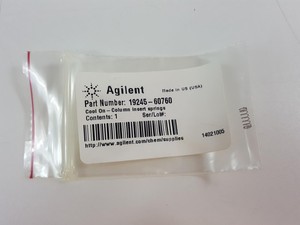 Agilent
Made in US (USA)
Part Number: 19245-60760
Cool On-Column insert springs
Contents: 1
Ser/Lot#:
14021003
http://www.agilent.com/chem/supplies